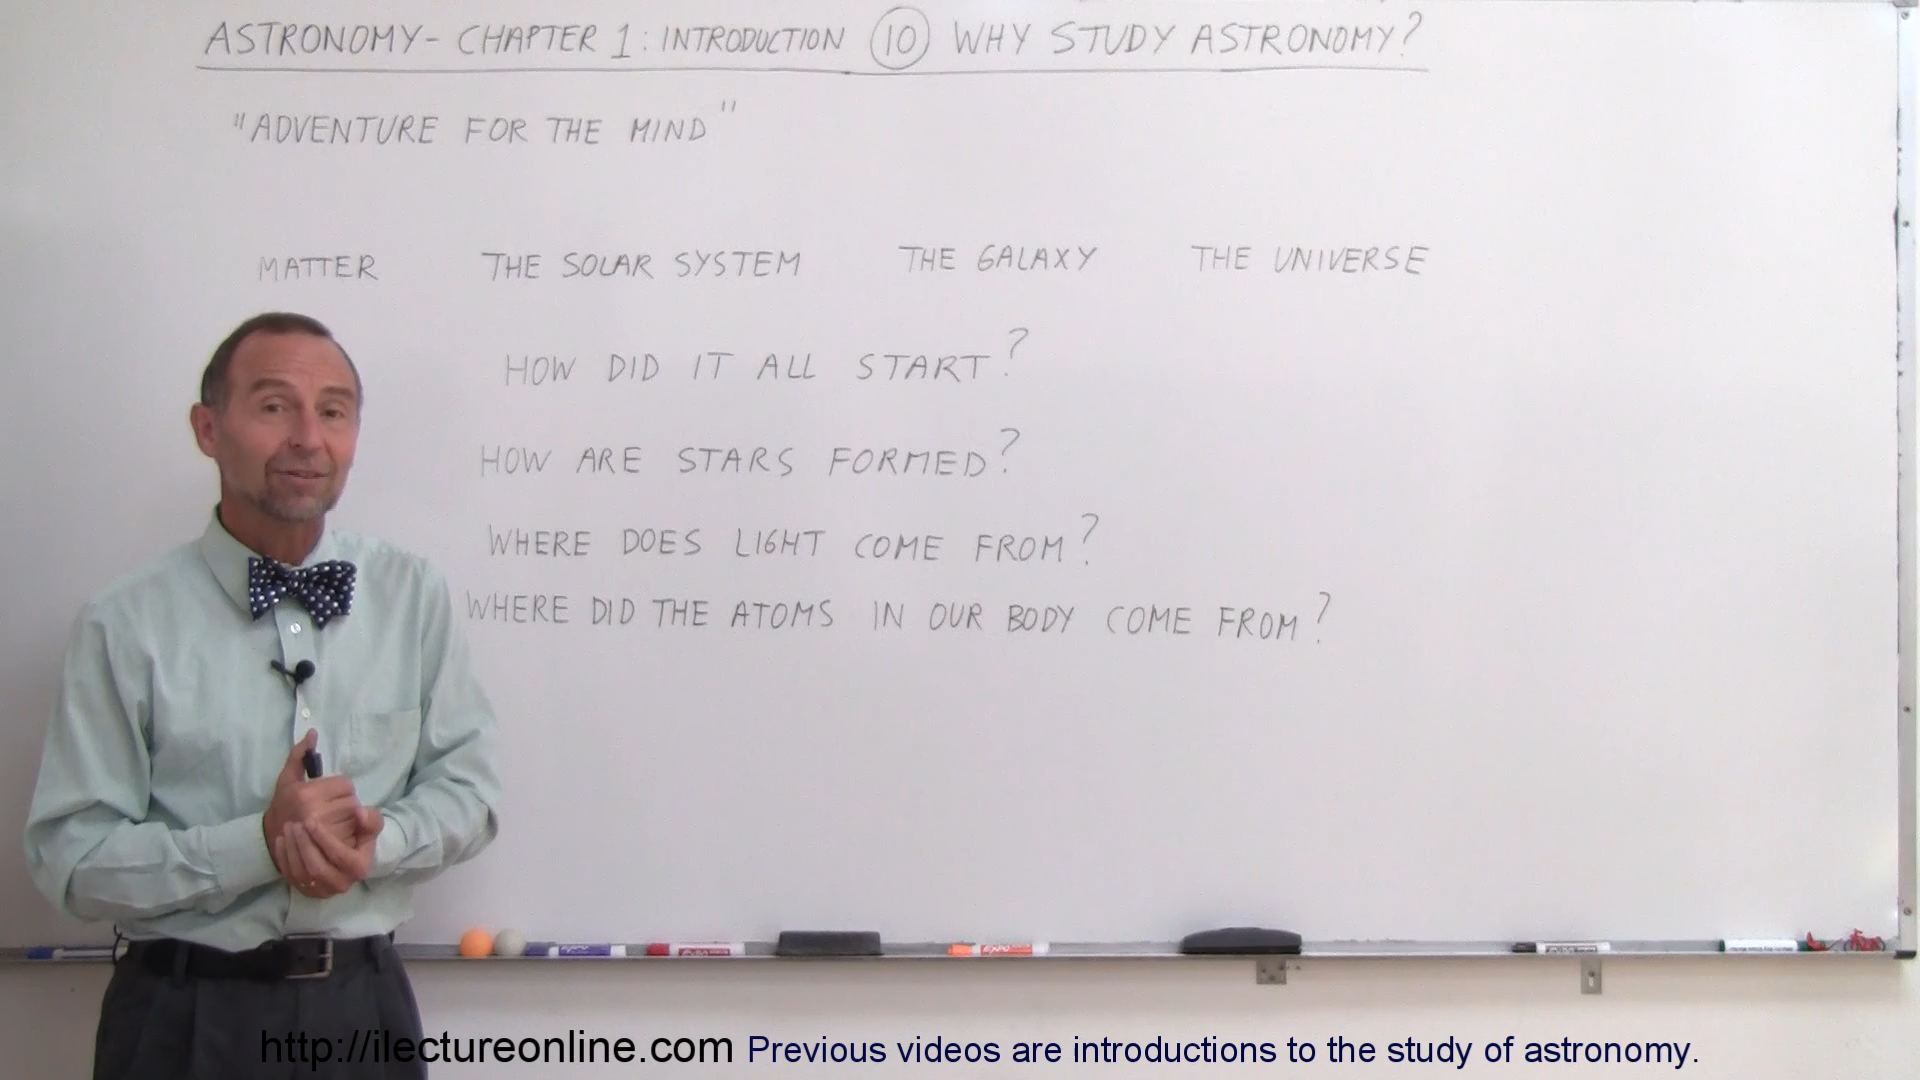 ASTRONOMY- CHAPTER 1: INTRODUCTION 10 WHY STUDY ASTRONOMY?
"ADVENTURE FOR THE MIND"
MATTER THE SOLAR SYSTEM THE GALAXY THE UNIVERSE
HOW DID IT ALL START?
HOW ARE STARS FORMED?
WHERE DOES LIGHT COME FROM?
WHERE DID THE ATOMS IN OUR BODY COME FROM?
http://ilectureonline.com Previous videos are introductions to the study of astronomy.